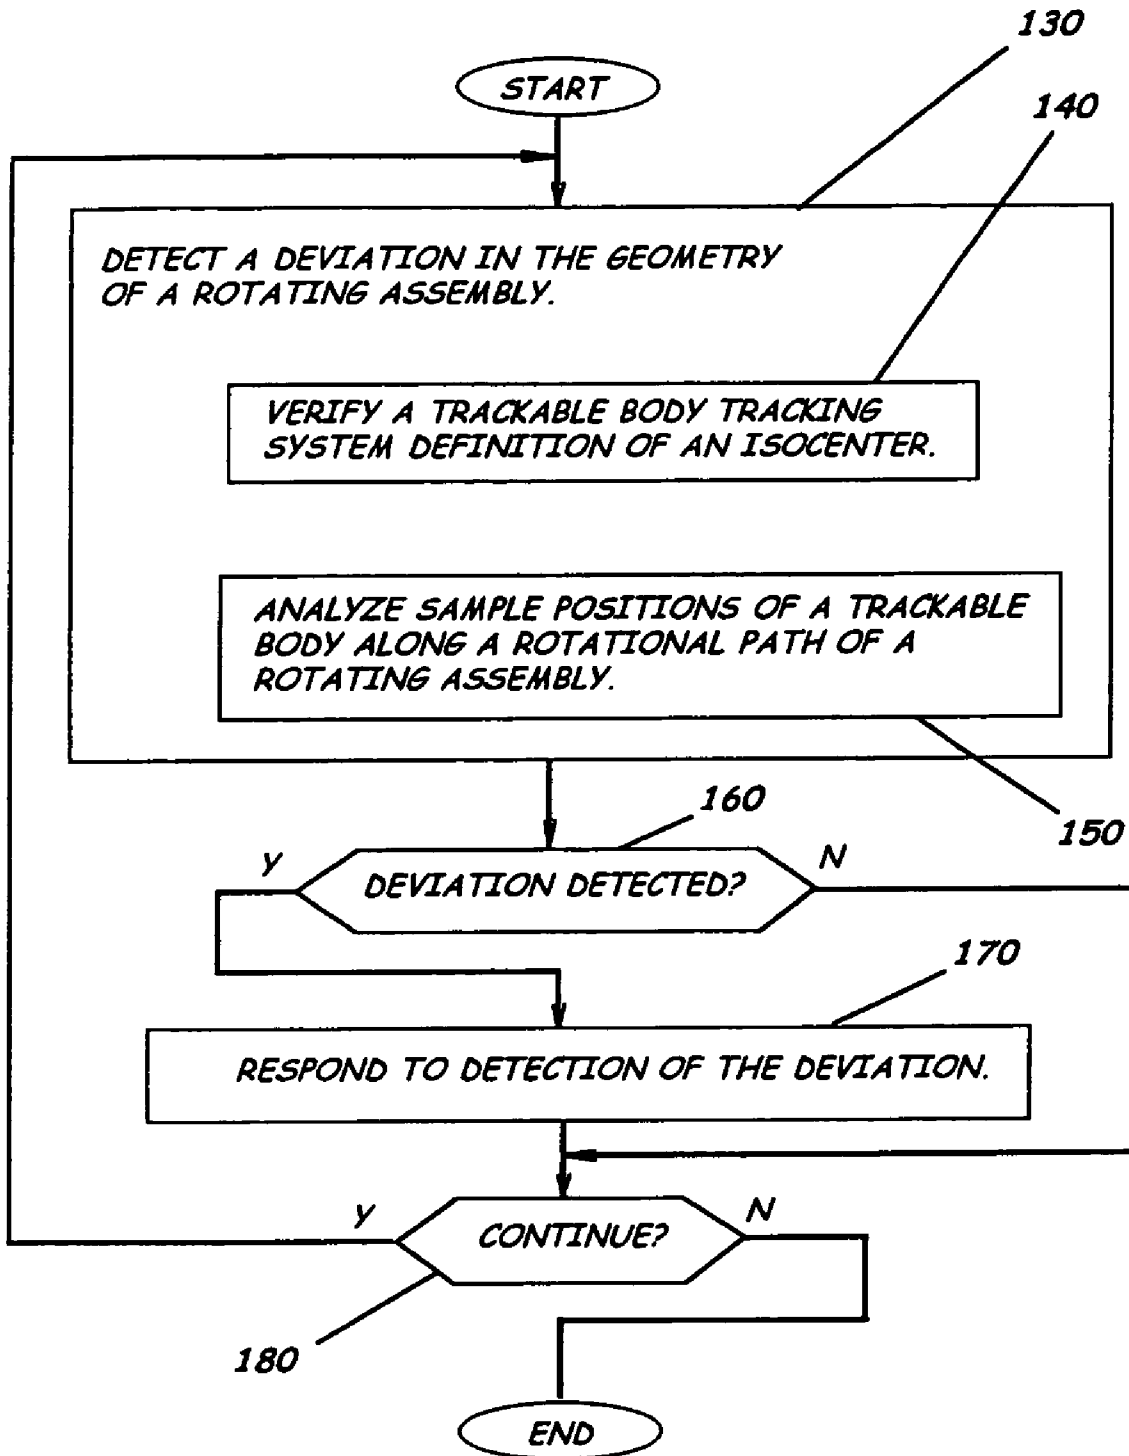 130
START
140
DETECT A DEVIATION IN THE GEOMETRY
OF A ROTATING ASSEMBLY.
VERIFY A TRACKABLE BODY TRACKING
SYSTEM DEFINITION OF AN ISOCENTER.
ANALYZE SAMPLE POSITIONS OF A TRACKABLE
BODY ALONG A ROTATIONAL PATH OF A
ROTATING ASSEMBLY.
160
150
Y
N
DEVIATION DETECTED?
170
RESPOND TO DETECTION OF THE DEVIATION.
Y
N
CONTINUE?
180
END